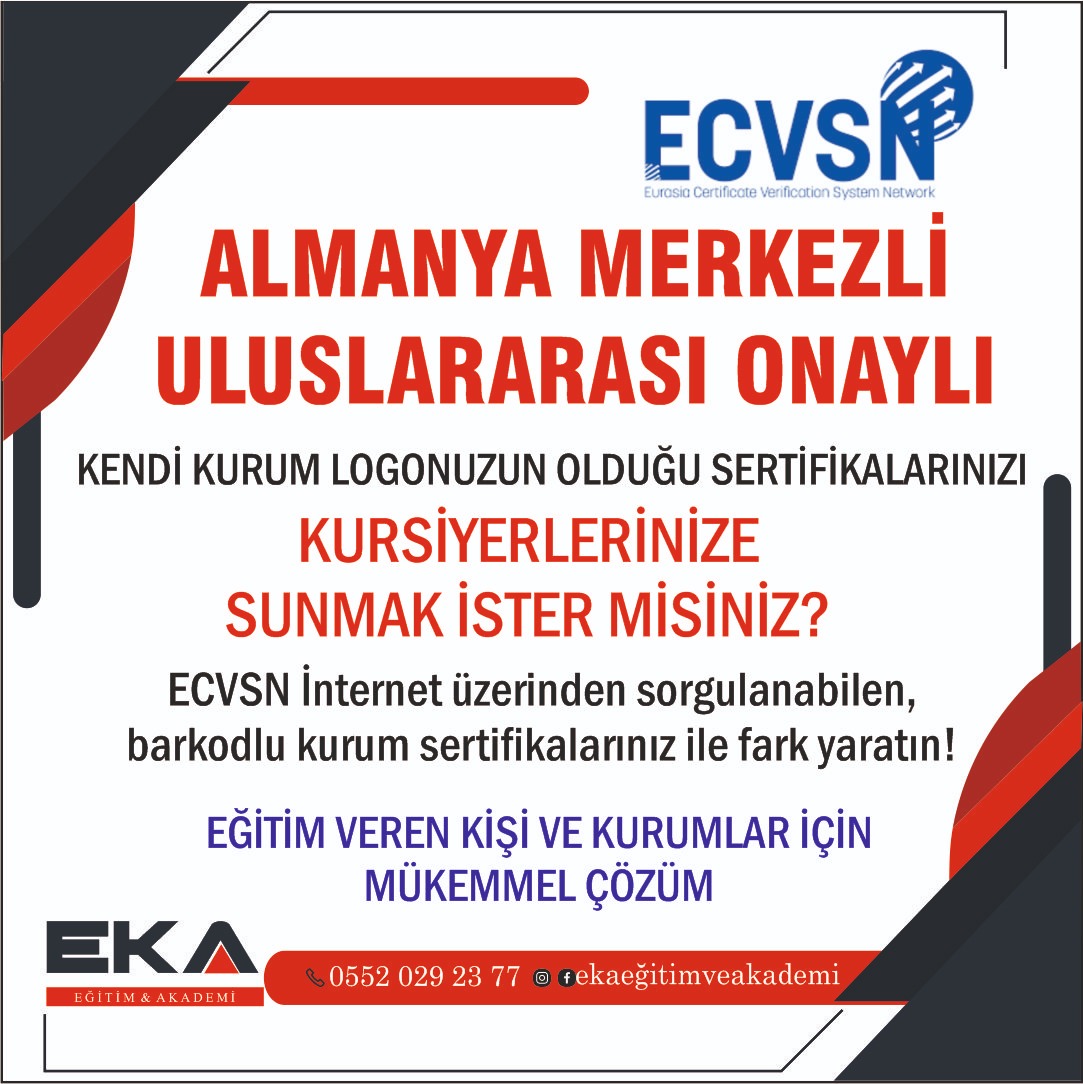 ECVSN
Eurasia Certificate Verification System Network
ALMANYA MERKEZLİ
ULUSLARARASI ONAYLI
KENDİ KURUM LOGONUZUN OLDUĞU SERTİFİKALARINIZI
KURSİYERLERİNİZE
SUNMAK İSTER MİSİNİZ?
ECVSN İnternet üzerinden sorgulanabilen,
barkodlu kurum sertifikalarınız ile fark yaratın!
EĞİTİM VEREN KİŞİ VE KURUMLAR İÇİN
MÜKEMMEL ÇÖZÜM
EKA
EĞİTİM & AKADEMİ
0552 029 23 77 ekaeğitimveakademi